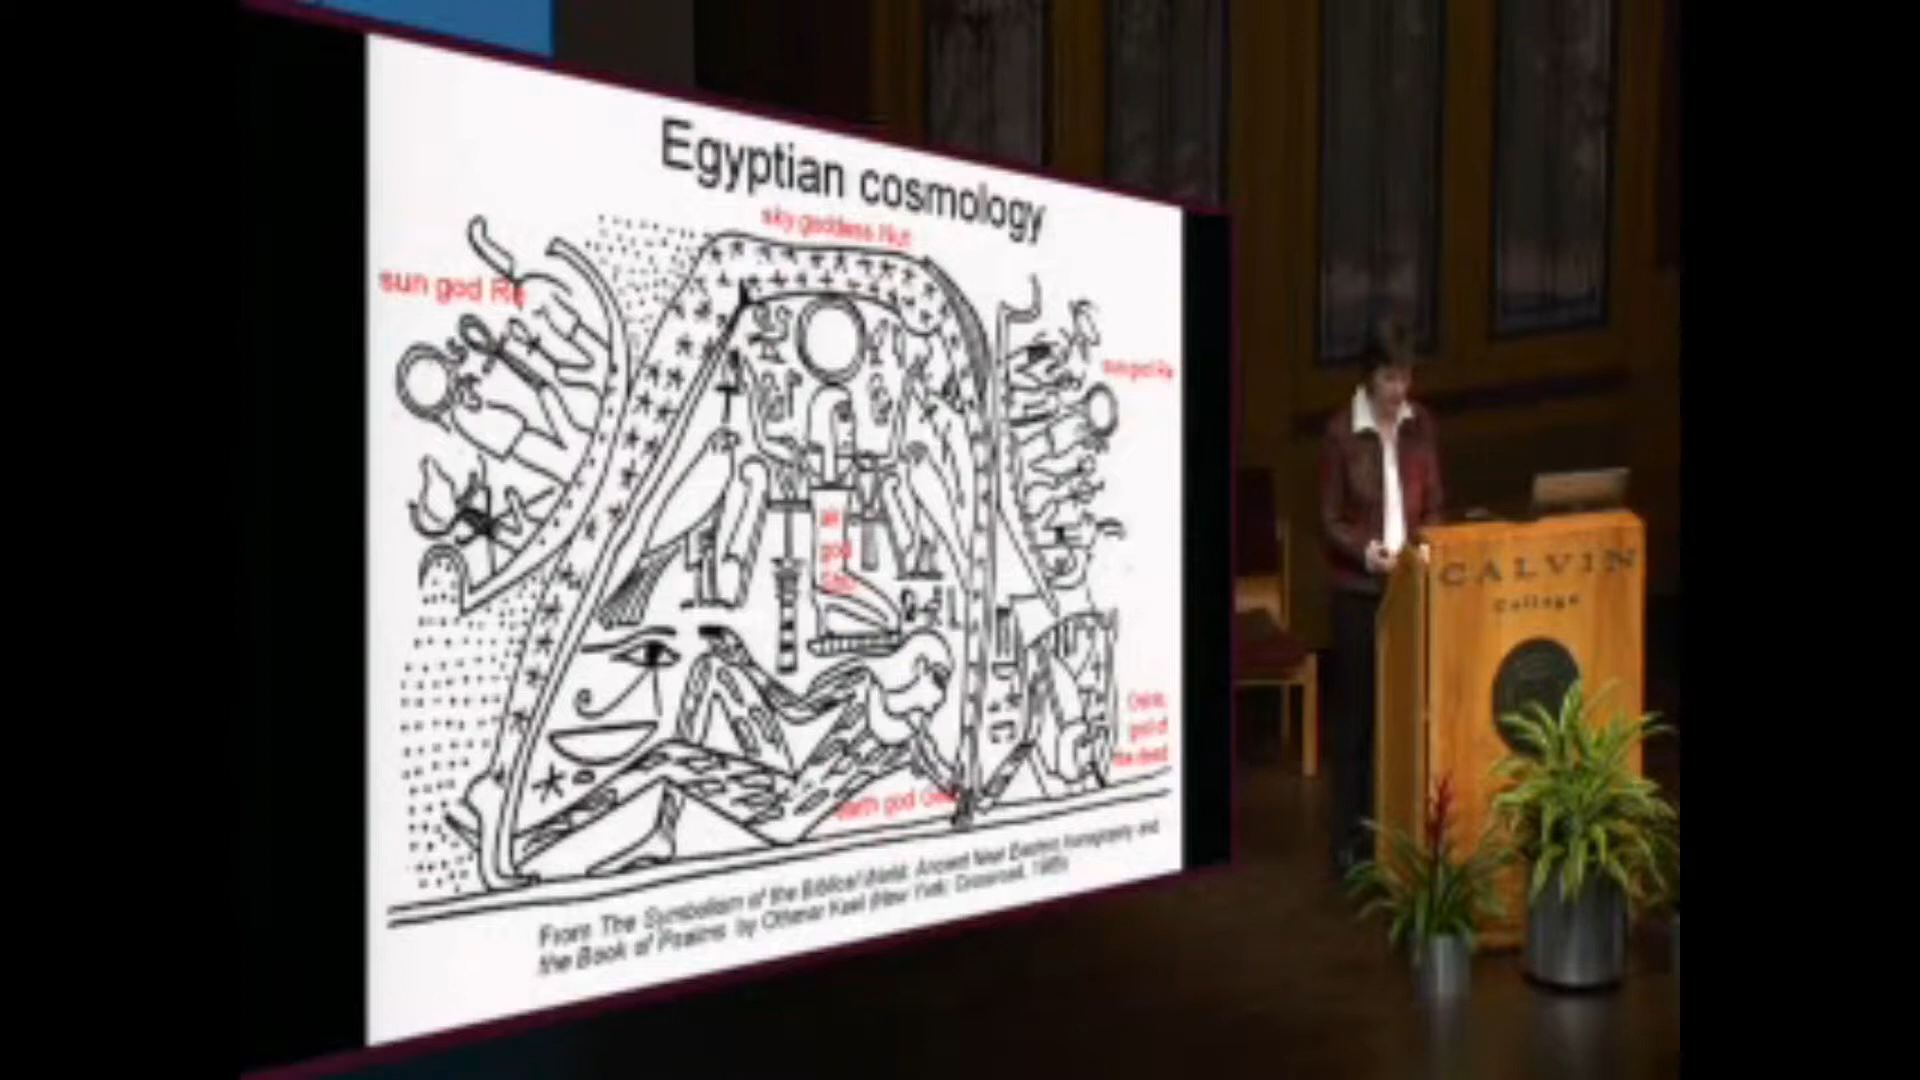 Egyptian cosmology
sky goddess Nut
sun god Re
sun god Re
air
god
Osiris,
god of
the dead
earth god Geb
From The Symbolism of the Biblical World: Ancient Near Eastern Iconography and
the Book of Psalms by Othmar Keel (New York: Crossroad, 1985)
CALVIN
College